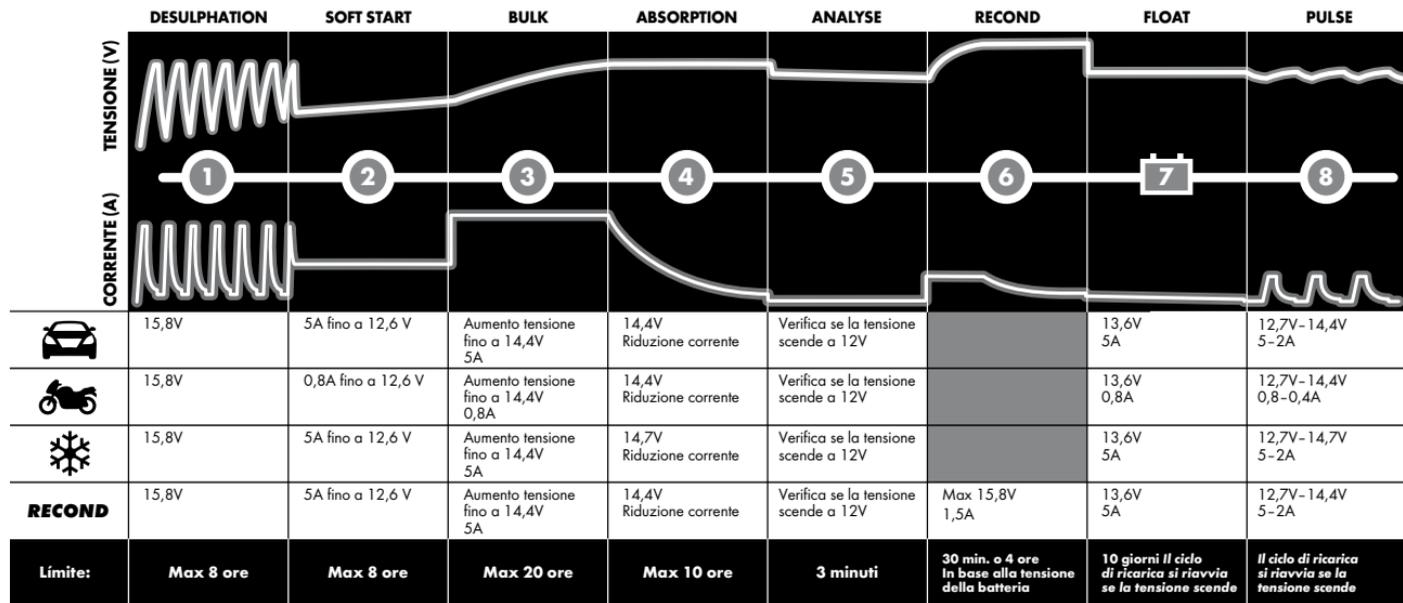 DESULPHATION SOFT START BULK ABSORPTION ANALYSE RECOND FLOAT PULSE
TENSIONE (V)
1 2 3 4 5 6 7 8
CORRENTE (A)
15,8V
5A fino a 12,6 V
Aumento tensione
fino a 14,4V
5A
14,4V
Riduzione corrente
Verifica se la tensione
scende a 12V
13,6V
5A
12,7V–14,4V
5–2A
15,8V
0,8A fino a 12,6 V
Aumento tensione
fino a 14,4V
0,8A
14,4V
Riduzione corrente
Verifica se la tensione
scende a 12V
13,6V
0,8A
12,7V–14,4V
0,8–0,4A
15,8V
5A fino a 12,6 V
Aumento tensione
fino a 14,4V
5A
14,7V
Riduzione corrente
Verifica se la tensione
scende a 12V
13,6V
5A
12,7V–14,7V
5–2A
RECOND
15,8V
5A fino a 12,6 V
Aumento tensione
fino a 14,4V
5A
14,4V
Riduzione corrente
Verifica se la tensione
scende a 12V
Max 15,8V
1,5A
13,6V
5A
12,7V–14,4V
5–2A
Límite:
Max 8 ore
Max 8 ore
Max 20 ore
Max 10 ore
3 minuti
30 min. o 4 ore
In base alla tensione
della batteria
10 giorni Il ciclo
di ricarica si riavvia
se la tensione scende
Il ciclo di ricarica
si riavvia se la
tensione scende